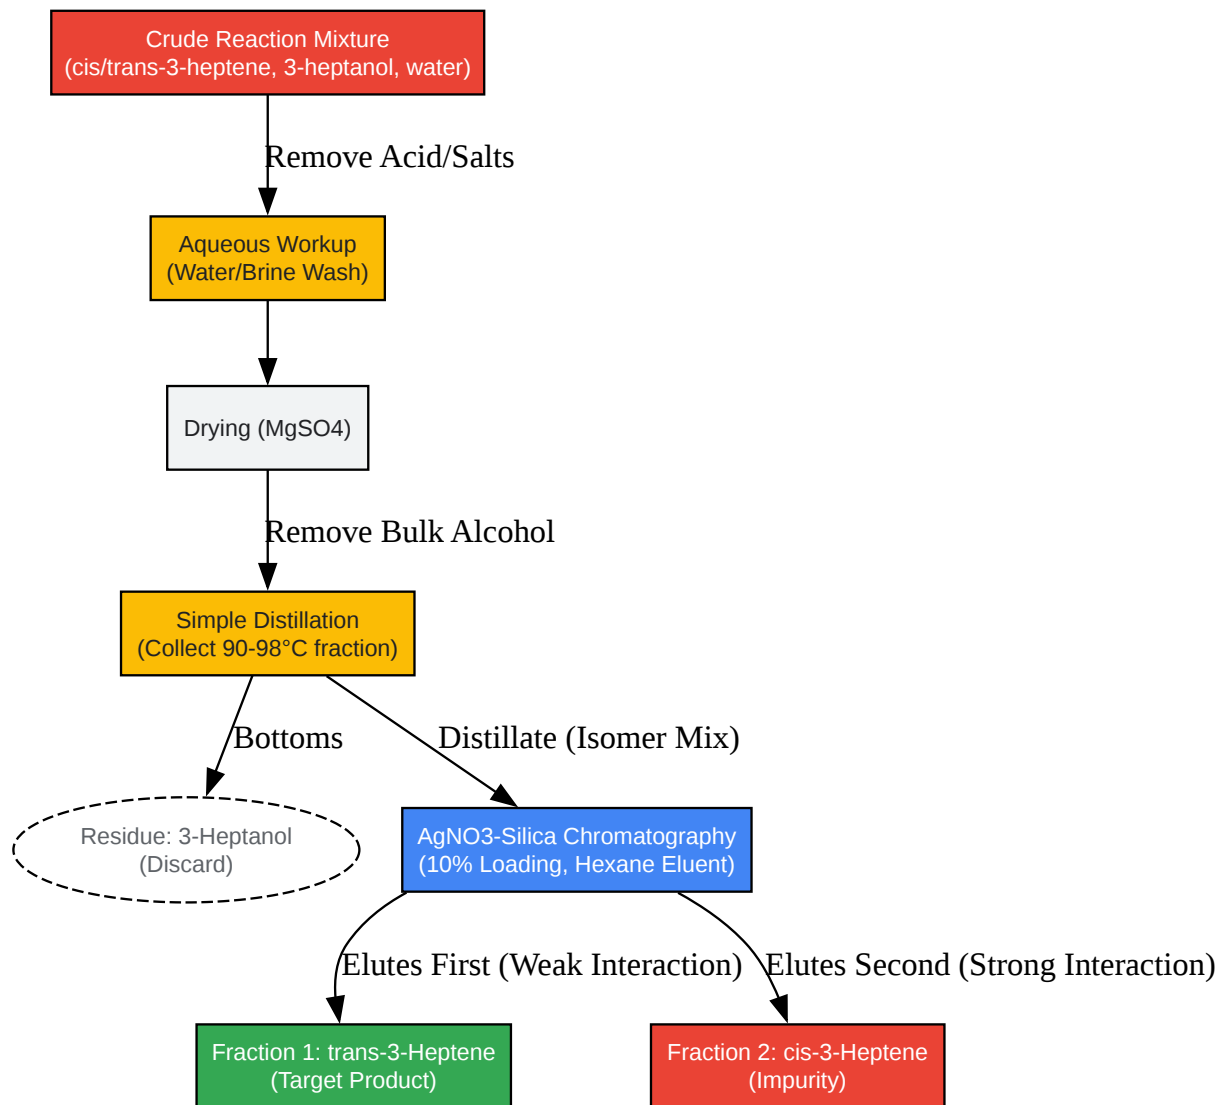 Crude Reaction Mixture
(cis/trans-3-heptene, 3-heptanol, water)
Remove Acid/Salts
Aqueous Workup
(Water/Brine Wash)
Drying (MgSO4)
Remove Bulk Alcohol
Simple Distillation
(Collect 90-98°C fraction)
Bottoms
Distillate (Isomer Mix)
Residue: 3-Heptanol
(Discard)
AgNO3-Silica Chromatography
(10% Loading, Hexane Eluent)
Elutes First (Weak Interaction)
Elutes Second (Strong Interaction)
Fraction 1: trans-3-Heptene
(Target Product)
Fraction 2: cis-3-Heptene
(Impurity)